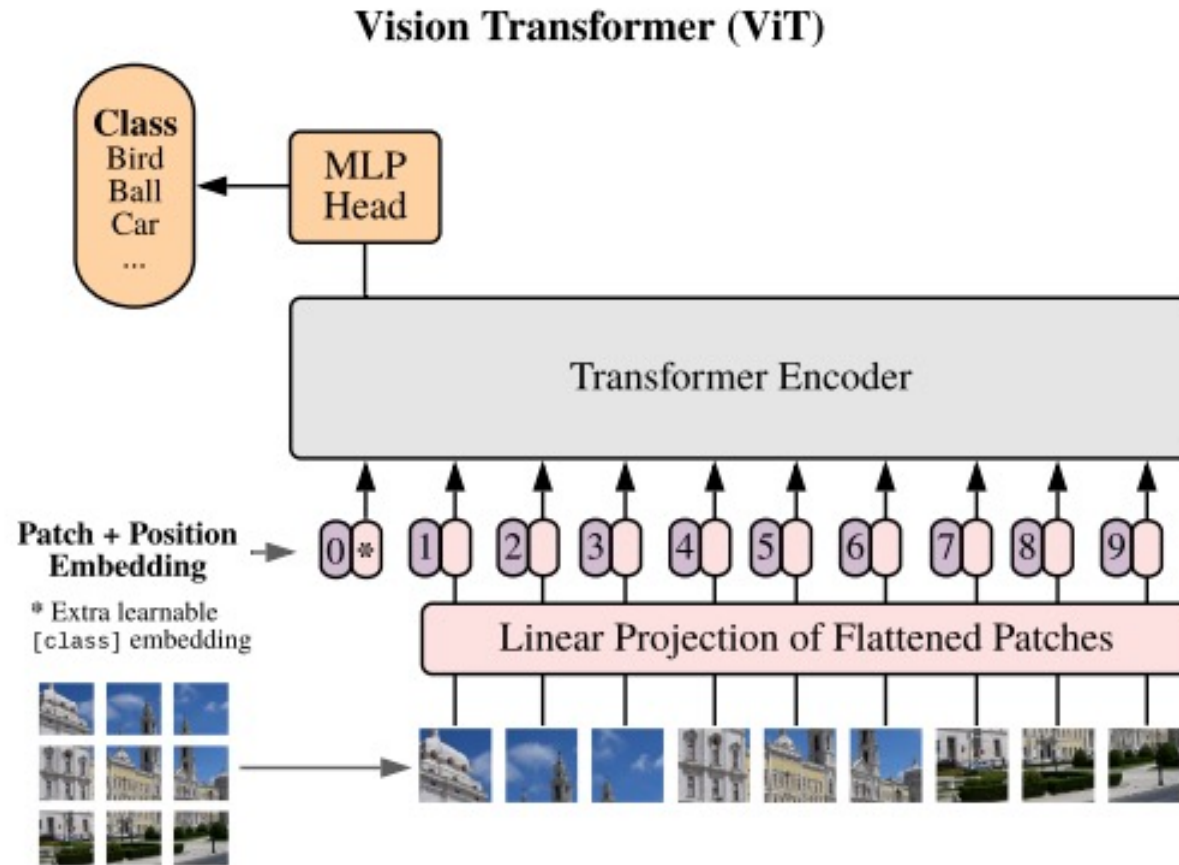 Vision Transformer (ViT)
Class
Bird
Ball
Car
...
MLP
Head
Transformer Encoder
Patch + Position
Embedding
0 * 1 2 3 4 5 6 7 8 9
* Extra learnable
[class] embedding
Linear Projection of Flattened Patches